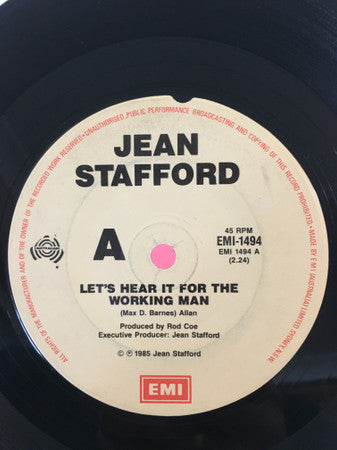 ALL RIGHTS OF THE MANUFACTURER AND OF THE OWNER OF THE RECORDED WORK RESERVED • UNAUTHORISED PUBLIC PERFORMANCE BROADCASTING AND COPYING OF THIS RECORD PROHIBITED • MADE BY EMI (AUSTRALIA) LIMITED SYDNEY, N.S.W.
JEAN
STAFFORD
A
45 RPM
EMI-1494
EMI 1494 A
(2.24)
LET'S HEAR IT FOR THE
WORKING MAN
(Max D. Barnes) Allan
Produced by Rod Coe
Executive Producer: Jean Stafford
© ℗ 1985 Jean Stafford
EMI